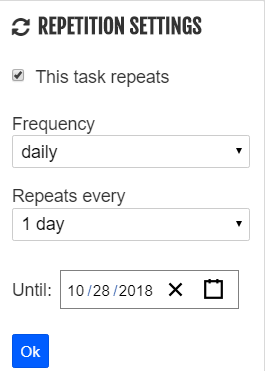 REPETITION SETTINGS
This task repeats
Frequency
daily
Repeats every
1 day
Until: 10/28/2018
Ok